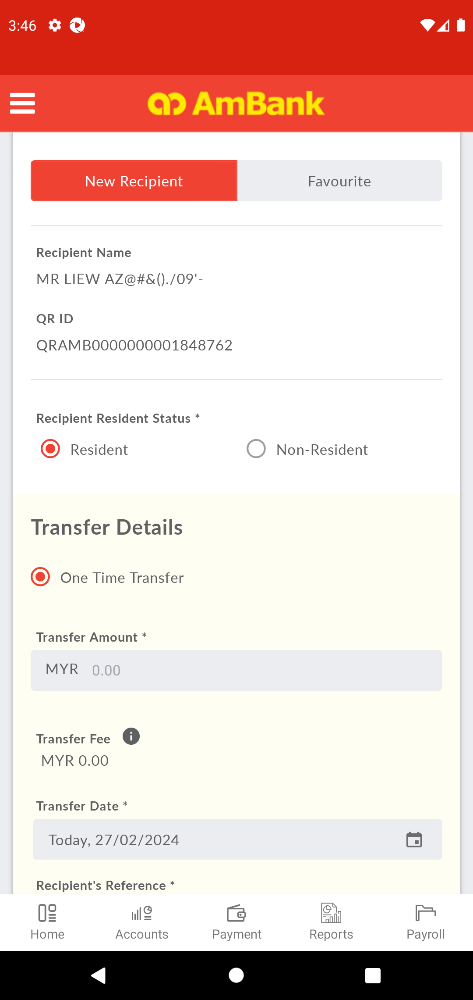 3:46
AmBank
New Recipient
Favourite
Recipient Name
MR LIEW AZ@#&()./09'-
QR ID
QRAMB0000000001848762
Recipient Resident Status *
Resident
Non-Resident
Transfer Details
One Time Transfer
Transfer Amount *
MYR 0.00
Transfer Fee
MYR 0.00
Transfer Date *
Today, 27/02/2024
Recipient's Reference *
Home
Accounts
Payment
Reports
Payroll